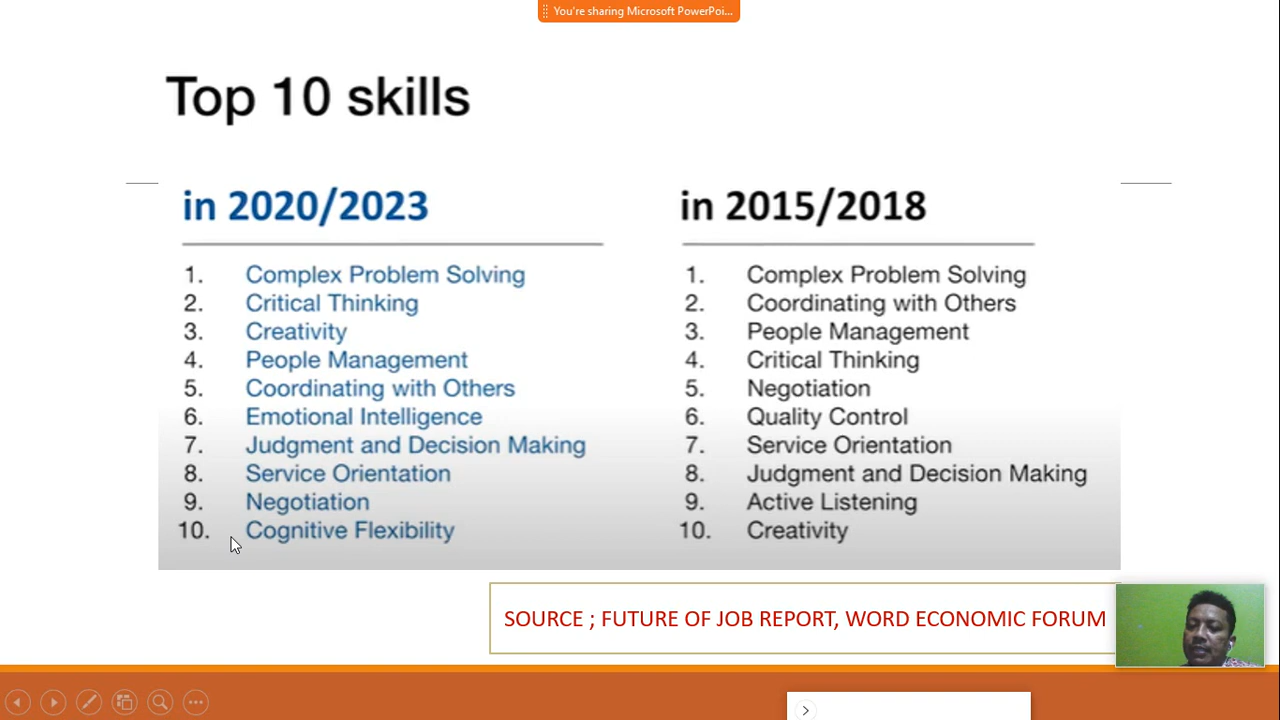 You're sharing Microsoft PowerPoi...
Top 10 skills
in 2020/2023
1. Complex Problem Solving
2. Critical Thinking
3. Creativity
4. People Management
5. Coordinating with Others
6. Emotional Intelligence
7. Judgment and Decision Making
8. Service Orientation
9. Negotiation
10. Cognitive Flexibility
in 2015/2018
1. Complex Problem Solving
2. Coordinating with Others
3. People Management
4. Critical Thinking
5. Negotiation
6. Quality Control
7. Service Orientation
8. Judgment and Decision Making
9. Active Listening
10. Creativity
SOURCE ; FUTURE OF JOB REPORT, WORD ECONOMIC FORUM